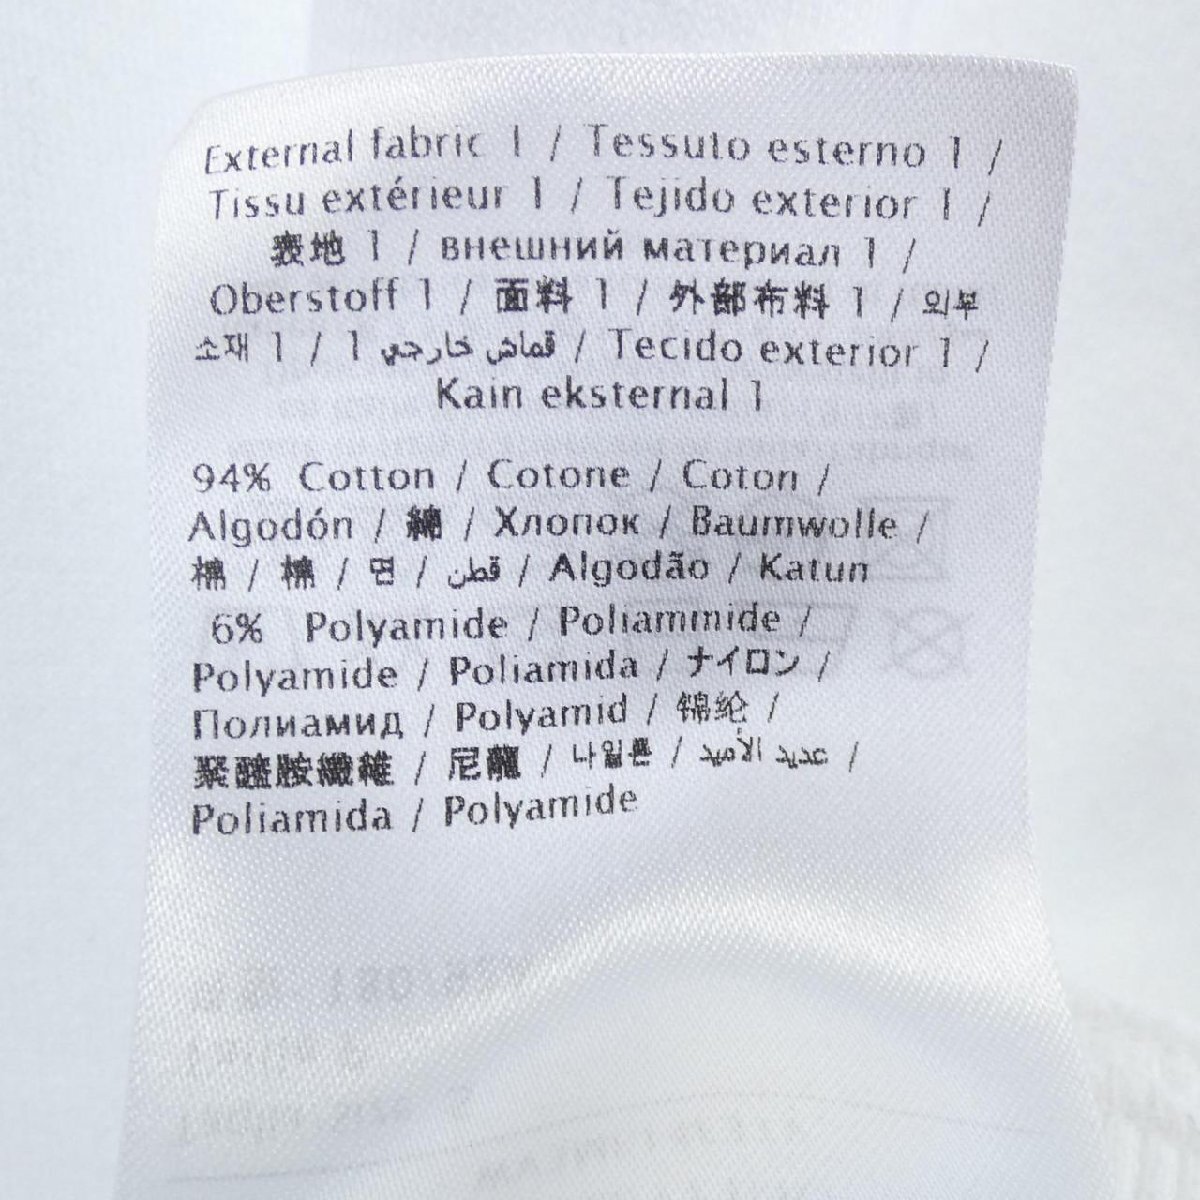 External fabric 1 / Tessuto esterno 1 /
Tissu extérieur 1 / Tejido exterior 1 /
表地 1 / внешний материал 1 /
Oberstoff 1 / 面料 1 / 外部布料 1 / 외부
소재 1 / 1 قماش خارجي / Tecido exterior 1 /
Kain eksternal 1
94% Cotton / Cotone / Coton /
Algodón / 綿 / Хлопок / Baumwolle /
棉 / 棉 / 면 / قطن / Algodão / Katun
6% Polyamide / Poliammide /
Polyamide / Poliamida / ナイロン /
Полиамид / Polyamid / 锦纶 /
聚醯胺纖維 / 尼龍 / 나일론 / عديد الأميد /
Poliamida / Polyamide